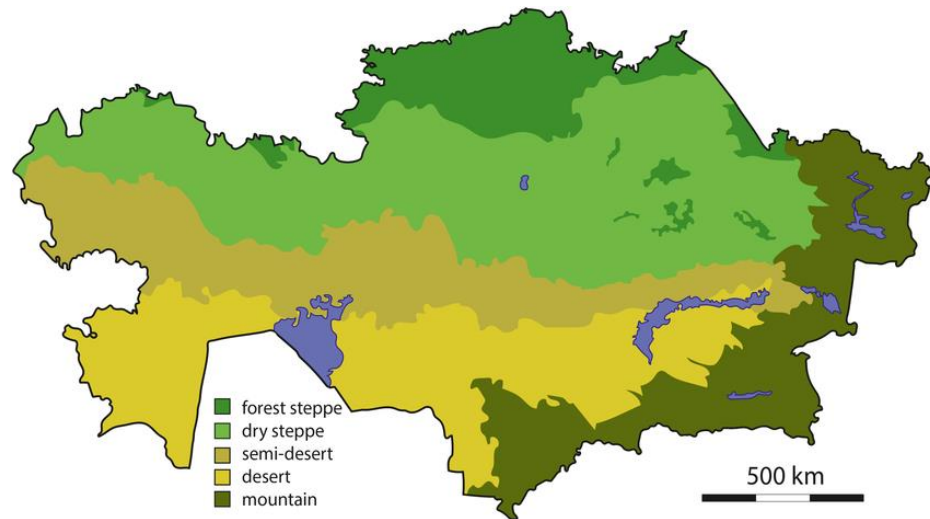 forest steppe
dry steppe
semi-desert
desert
mountain
500 km